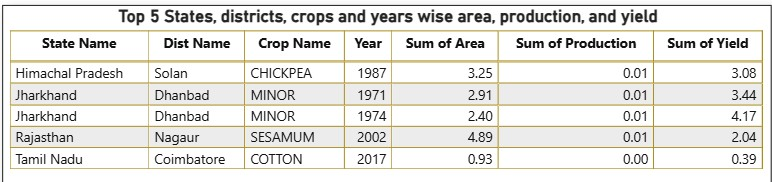 Top 5 States, districts, crops and years wise area, production, and yield
State Name Dist Name Crop Name Year Sum of Area Sum of Production Sum of Yield
Himachal Pradesh Solan CHICKPEA 1987 3.25 0.01 3.08
Jharkhand Dhanbad MINOR 1971 2.91 0.01 3.44
Jharkhand Dhanbad MINOR 1974 2.40 0.01 4.17
Rajasthan Nagaur SESAMUM 2002 4.89 0.01 2.04
Tamil Nadu Coimbatore COTTON 2017 0.93 0.00 0.39